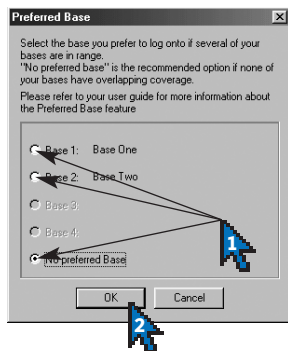 Preferred Base
Select the base you prefer to log onto if several of your
bases are in range.
"No preferred base" is the recommended option if none of
your bases have overlapping coverage.
Please refer to your user guide for more information about
the Preferred Base feature
Base 1: Base One
Base 2: Base Two
Base 3:
Base 4:
No preferred Base
1
OK Cancel
2